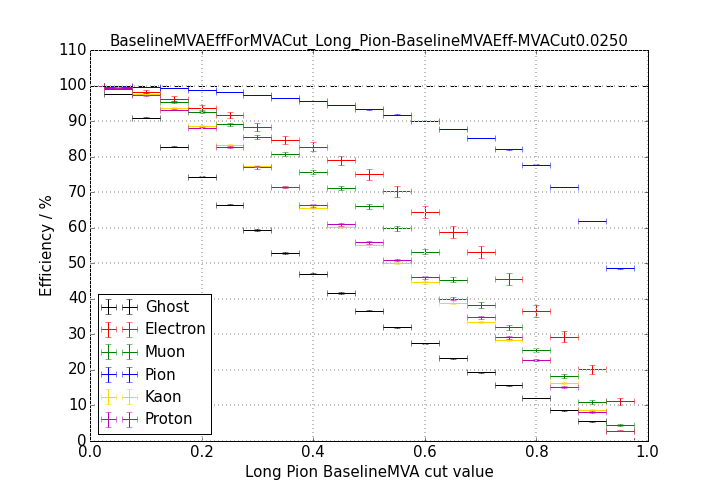 BaselineMVAEffForMVACut_Long_Pion-BaselineMVAEff-MVACut0.0250
110
100
90
80
70
60
50
40
30
20
10
0
Efficiency / %
Ghost
Electron
Muon
Pion
Kaon
Proton
0.0 0.2 0.4 0.6 0.8 1.0
Long Pion BaselineMVA cut value